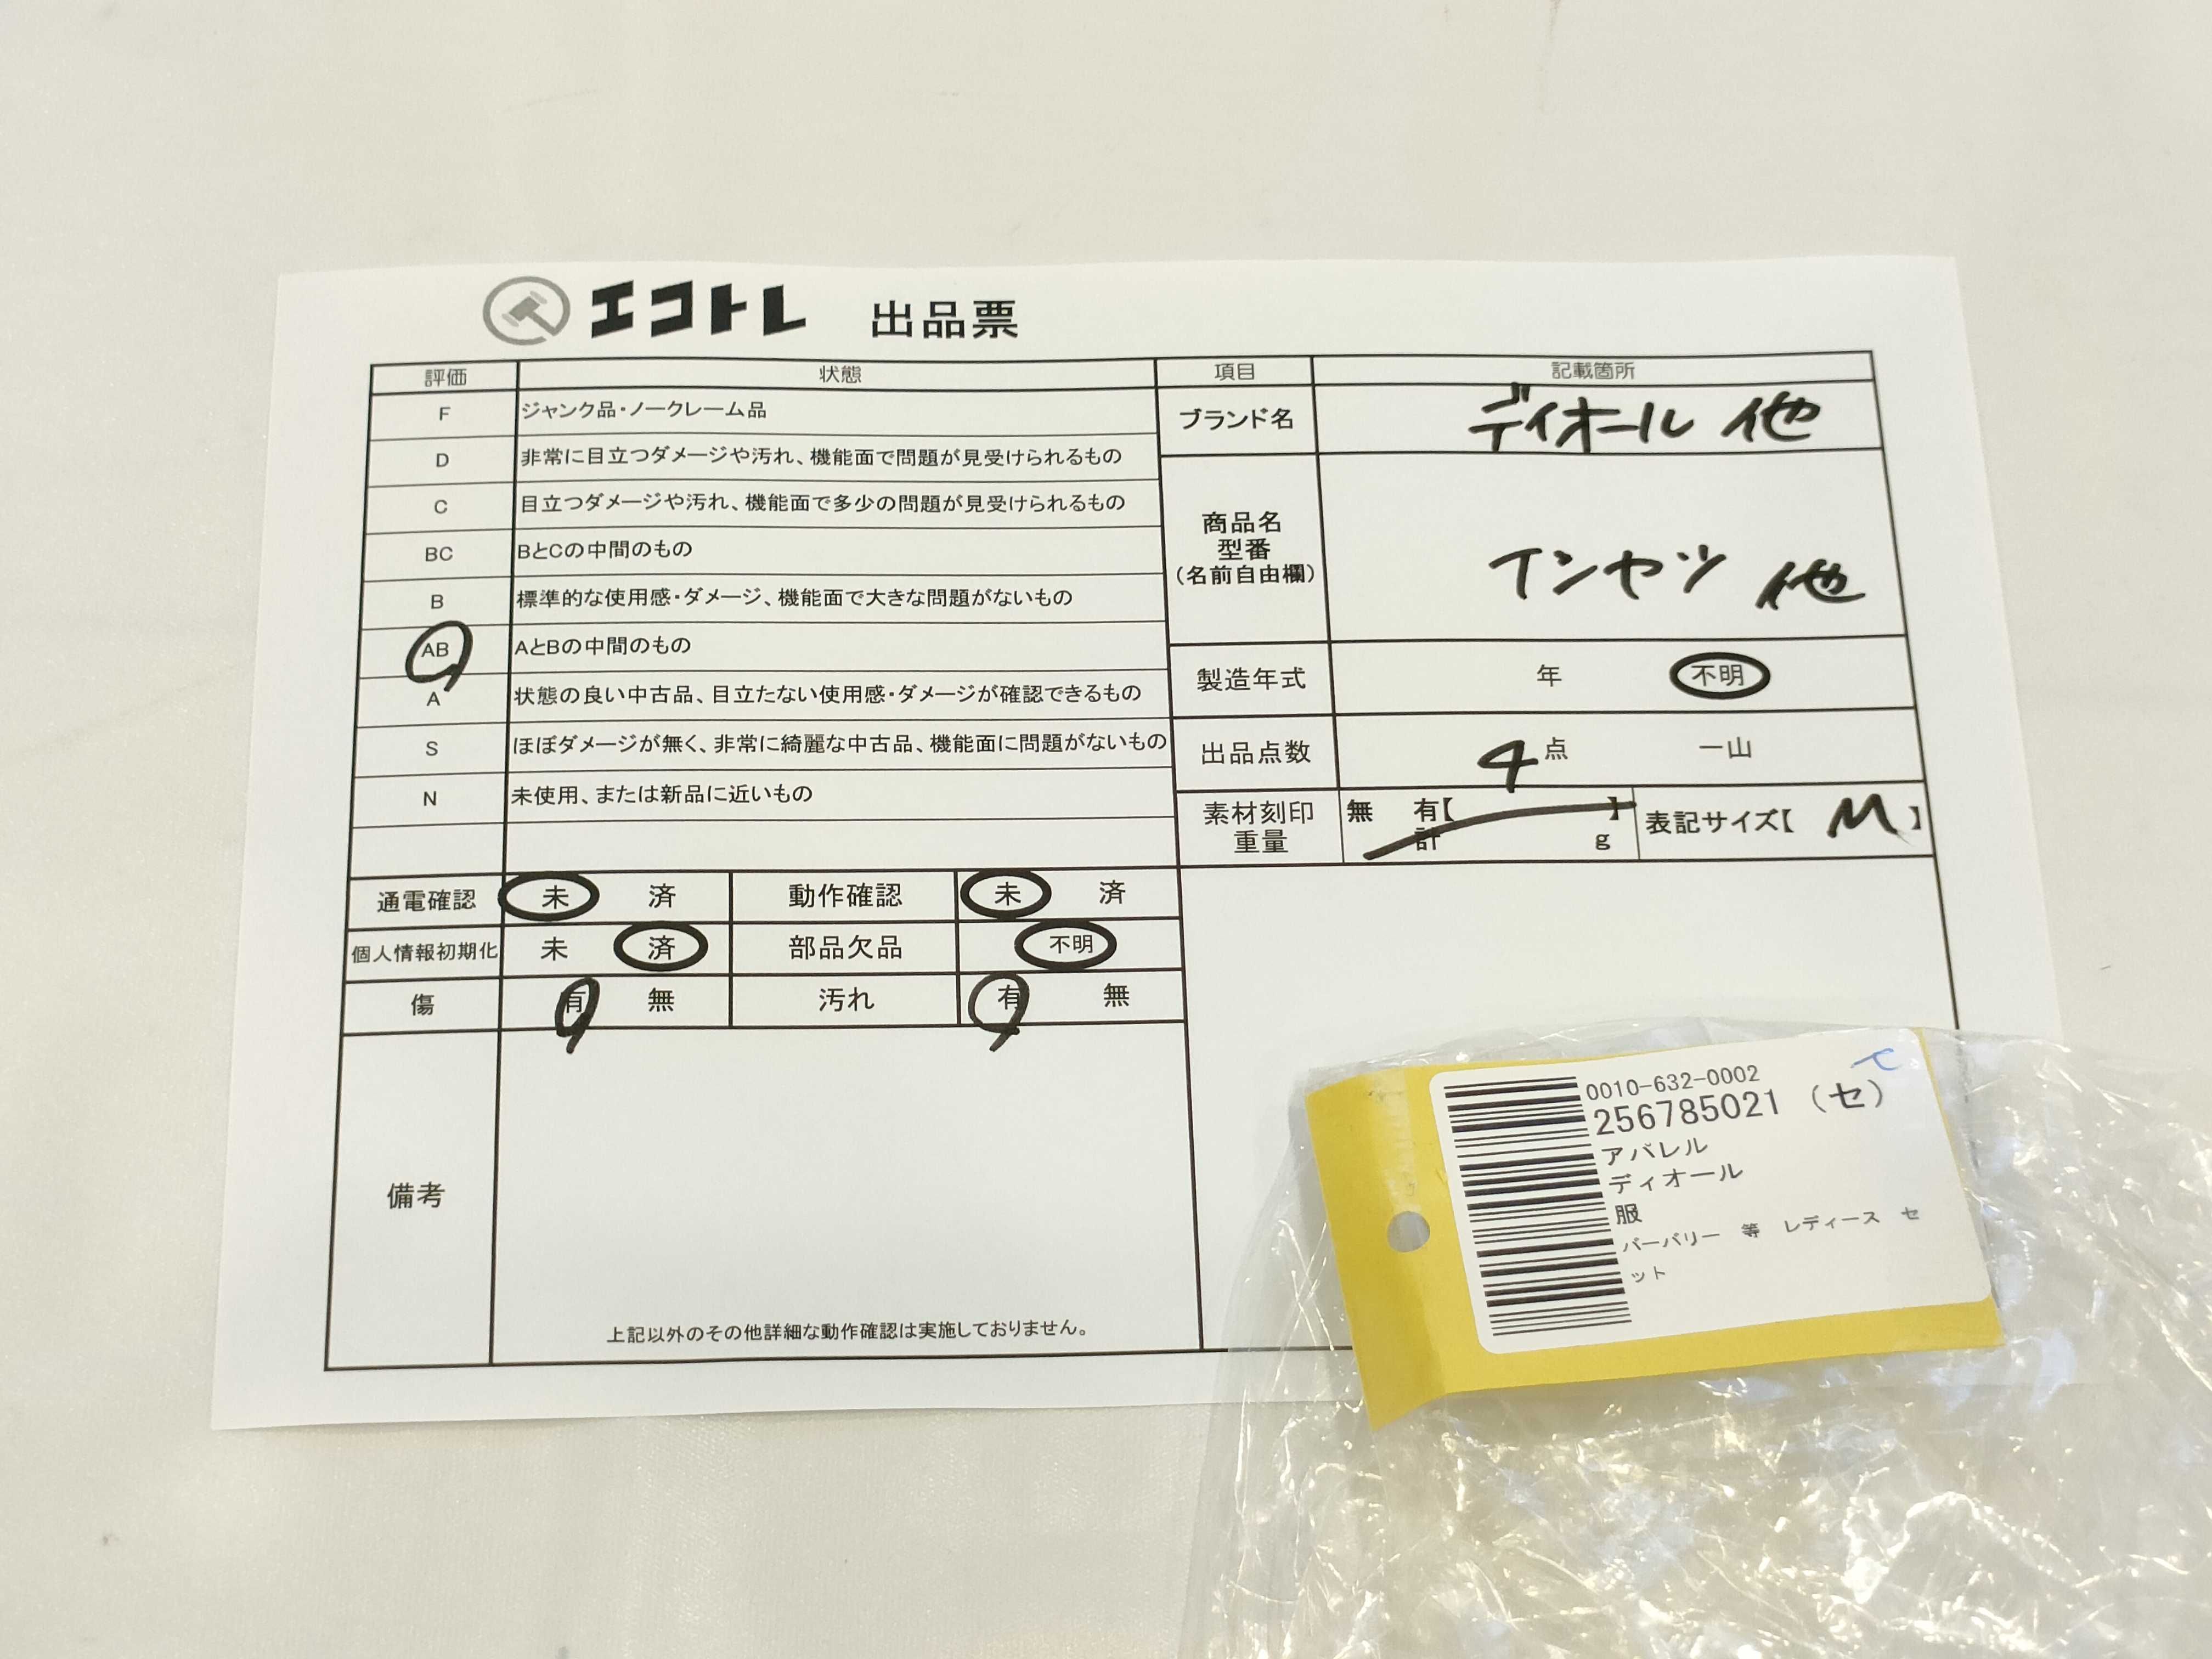 エコトレ 出品票
評価 状態 項目 記載箇所
F ジャンク品・ノークレーム品
D 非常に目立つダメージや汚れ、機能面で問題が見受けられるもの
C 目立つダメージや汚れ、機能面で多少の問題が見受けられるもの
BC BとCの中間のもの
B 標準的な使用感・ダメージ、機能面で大きな問題がないもの
AB AとBの中間のもの
A 状態の良い中古品、目立たない使用感・ダメージが確認できるもの
S ほぼダメージが無く、非常に綺麗な中古品、機能面に問題がないもの
N 未使用、または新品に近いもの
ブランド名 ディオール 他
商品名
型番
(名前自由欄)
インセツ 他
製造年式 年 不明
出品点数 4点 一山
素材刻印 無 有【 】
重量 計 g
表記サイズ【 M 】
通電確認 未 済 動作確認 未 済
個人情報初期化 未 済 部品欠品 不明
傷 有 無 汚れ 有 無
備考
上記以外のその他詳細な動作確認は実施しておりません。
0010-632-0002
256785021 (セ)
アパレル
ディオール
服
バーバリー 等 レディース セ
ット